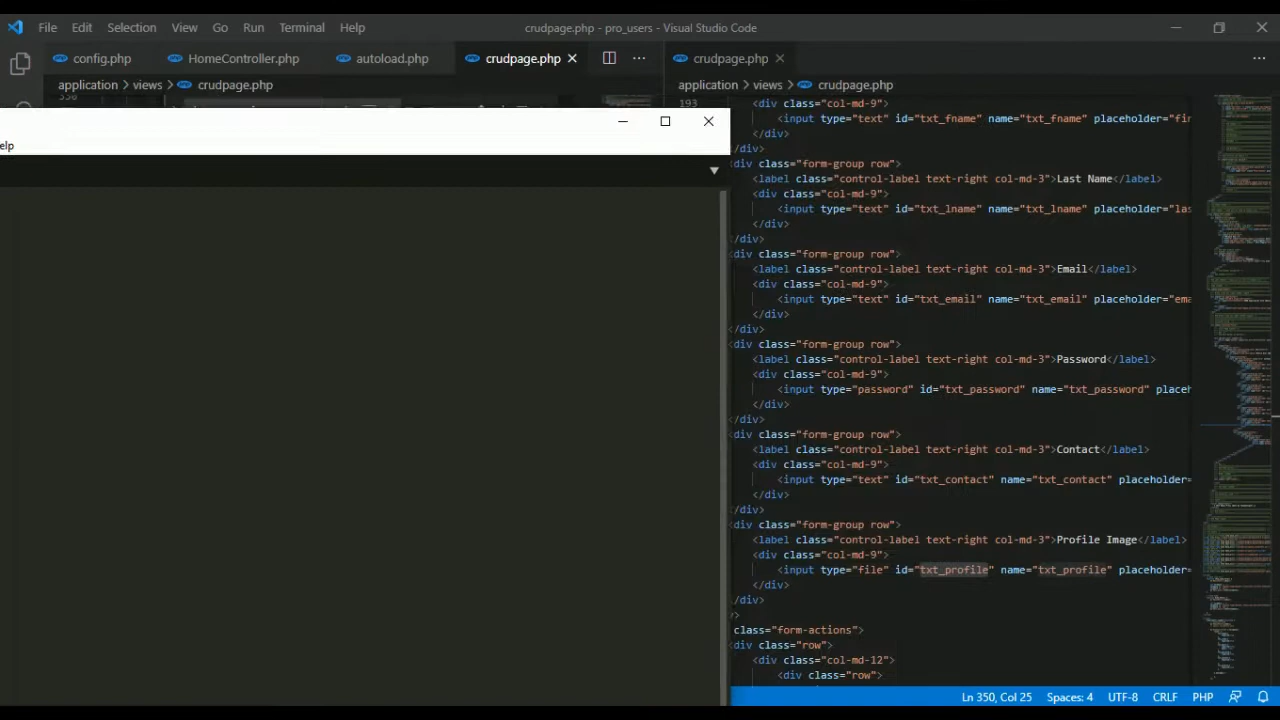 File Edit Selection View Go Run Terminal Help crudpage.php - pro_users - Visual Studio Code
config.php HomeController.php autoload.php crudpage.php crudpage.php
application views crudpage.php application views crudpage.php
193
elp
<div class="col-md-9">
<input type="text" id="txt_fname" name="txt_fname" placeholder="fir
</div>
/div>
div class="form-group row">
<label class="control-label text-right col-md-3">Last Name</label>
<div class="col-md-9">
<input type="text" id="txt_lname" name="txt_lname" placeholder="las
</div>
/div>
div class="form-group row">
<label class="control-label text-right col-md-3">Email</label>
<div class="col-md-9">
<input type="text" id="txt_email" name="txt_email" placeholder="ema
</div>
/div>
div class="form-group row">
<label class="control-label text-right col-md-3">Password</label>
<div class="col-md-9">
<input type="password" id="txt_password" name="txt_password" placeh
</div>
/div>
div class="form-group row">
<label class="control-label text-right col-md-3">Contact</label>
<div class="col-md-9">
<input type="text" id="txt_contact" name="txt_contact" placeholder=
</div>
/div>
div class="form-group row">
<label class="control-label text-right col-md-3">Profile Image</label>
<div class="col-md-9">
<input type="file" id="txt_profile" name="txt_profile" placeholder=
</div>
/div>
>
class="form-actions">
div class="row">
<div class="col-md-12">
<div class="row">
Ln 350, Col 25 Spaces: 4 UTF-8 CRLF PHP